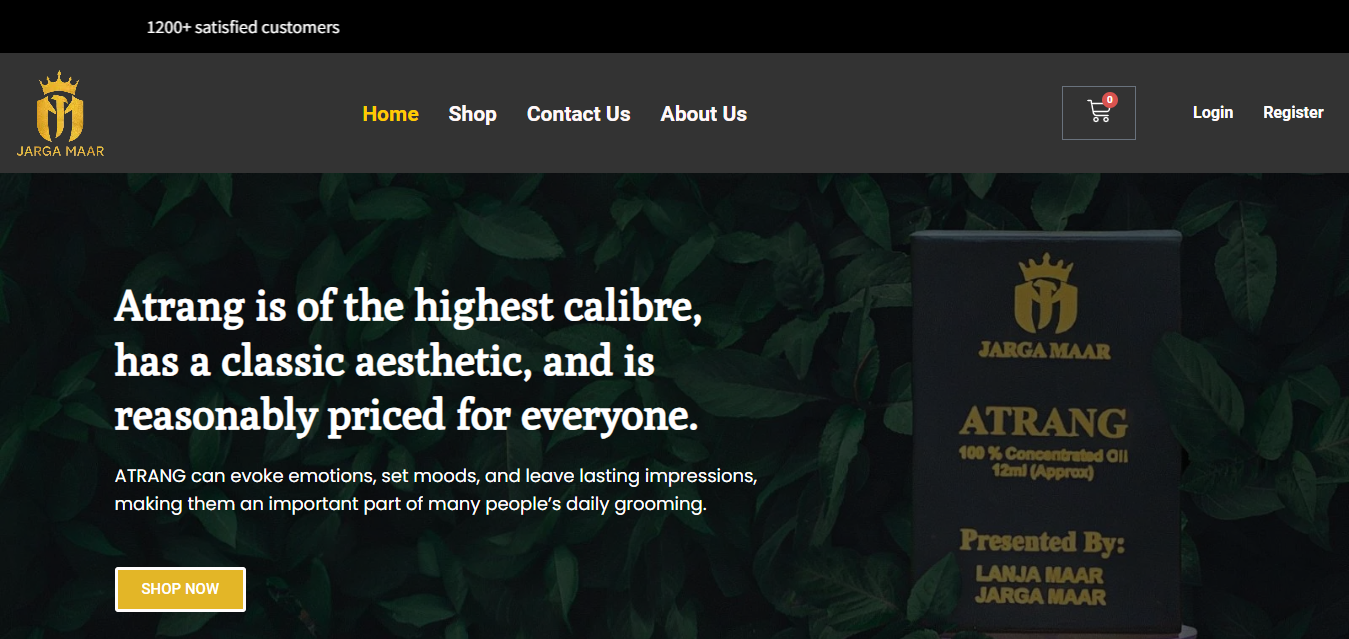 1200+ satisfied customers
JARGA MAAR
Home Shop Contact Us About Us
0
Login Register
Atrang is of the highest calibre,
has a classic aesthetic, and is
reasonably priced for everyone.
ATRANG can evoke emotions, set moods, and leave lasting impressions,
making them an important part of many people’s daily grooming.
SHOP NOW
JARGA MAAR
ATRANG
100 % Concentrated Oil
12ml (Approx)
Presented By:
LANJA MAAR
JARGA MAAR